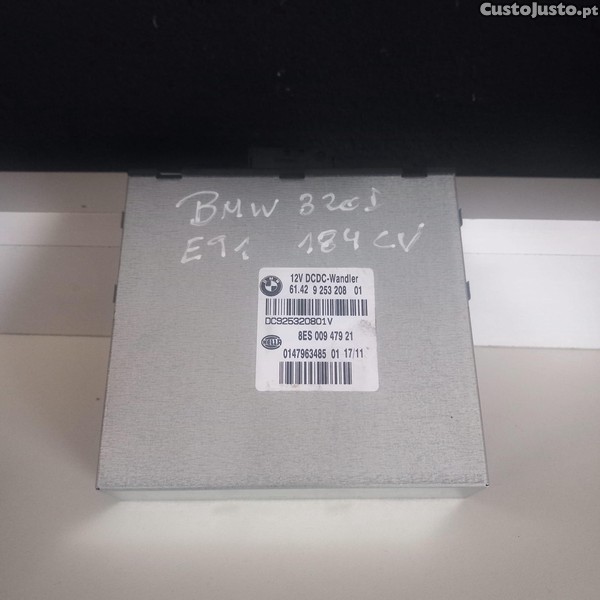 CustoJusto.pt
BMW 320d
E91 184 CV
12V DCDC-Wandler
61.42 9 253 208 01
DC925320801V
8ES 009 479 21
HELLA
0147963485 01 17/11